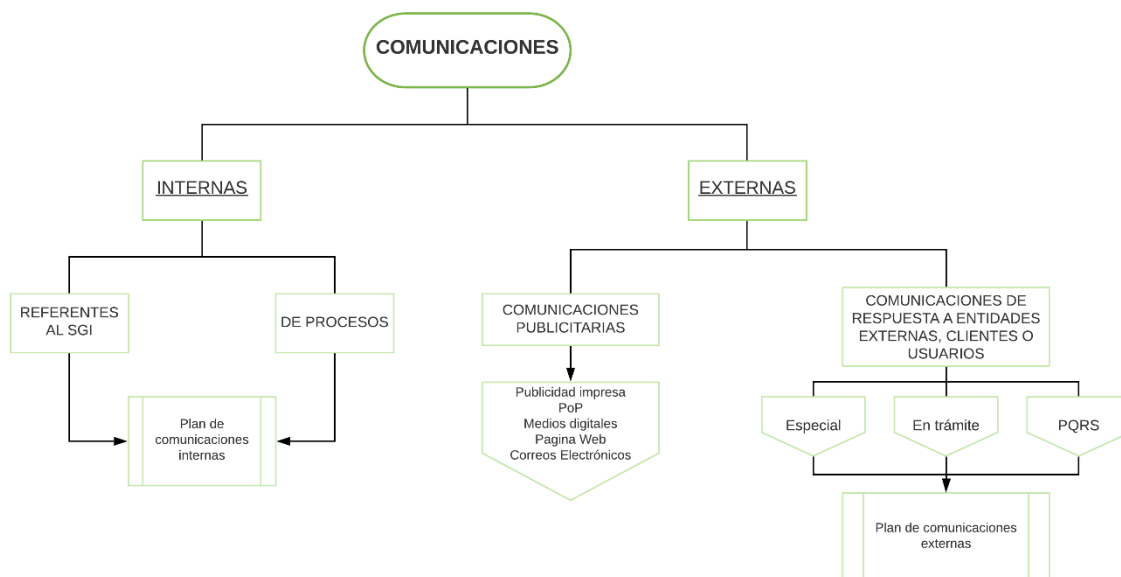 COMUNICACIONES
INTERNAS
EXTERNAS
REFERENTES
AL SGI
DE PROCESOS
COMUNICACIONES
PUBLICITARIAS
COMUNICACIONES DE
RESPUESTA A ENTIDADES
EXTERNAS, CLIENTES O
USUARIOS
Plan de
comunicaciones
internas
Publicidad impresa
PoP
Medios digitales
Pagina Web
Correos Electrónicos
Especial
En trámite
PQRS
Plan de comunicaciones
externas